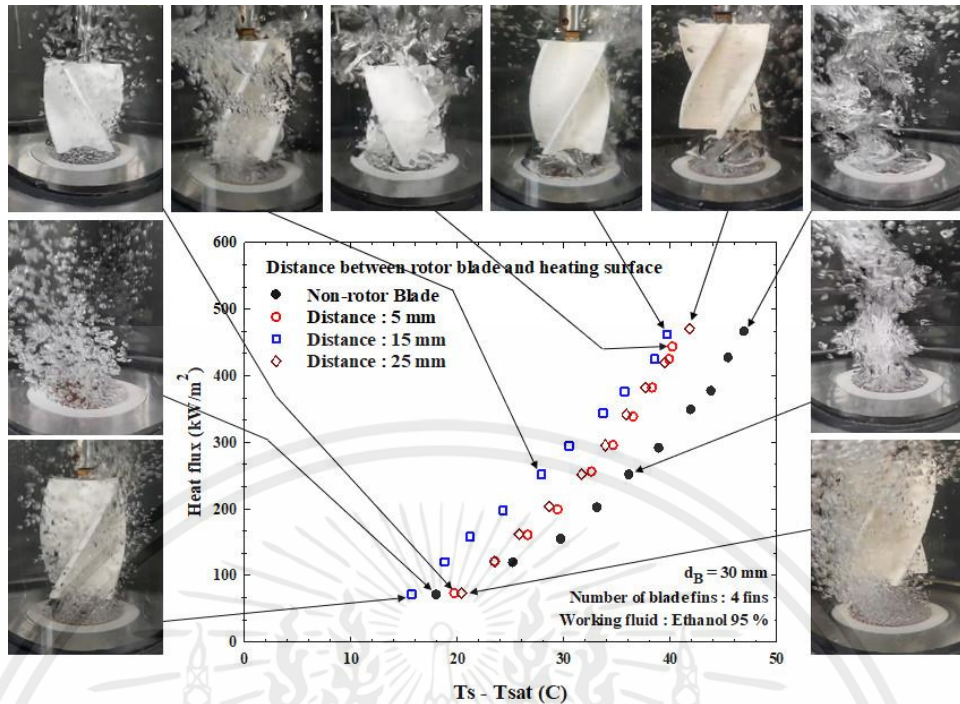 600
500
400
300
200
100
0
Heat flux (kW/m²)
Distance between rotor blade and heating surface
Non-rotor Blade
Distance : 5 mm
Distance : 15 mm
Distance : 25 mm
d_B = 30 mm
Number of blade fins : 4 fins
Working fluid : Ethanol 95 %
0 10 20 30 40 50
Ts - Tsat (C)